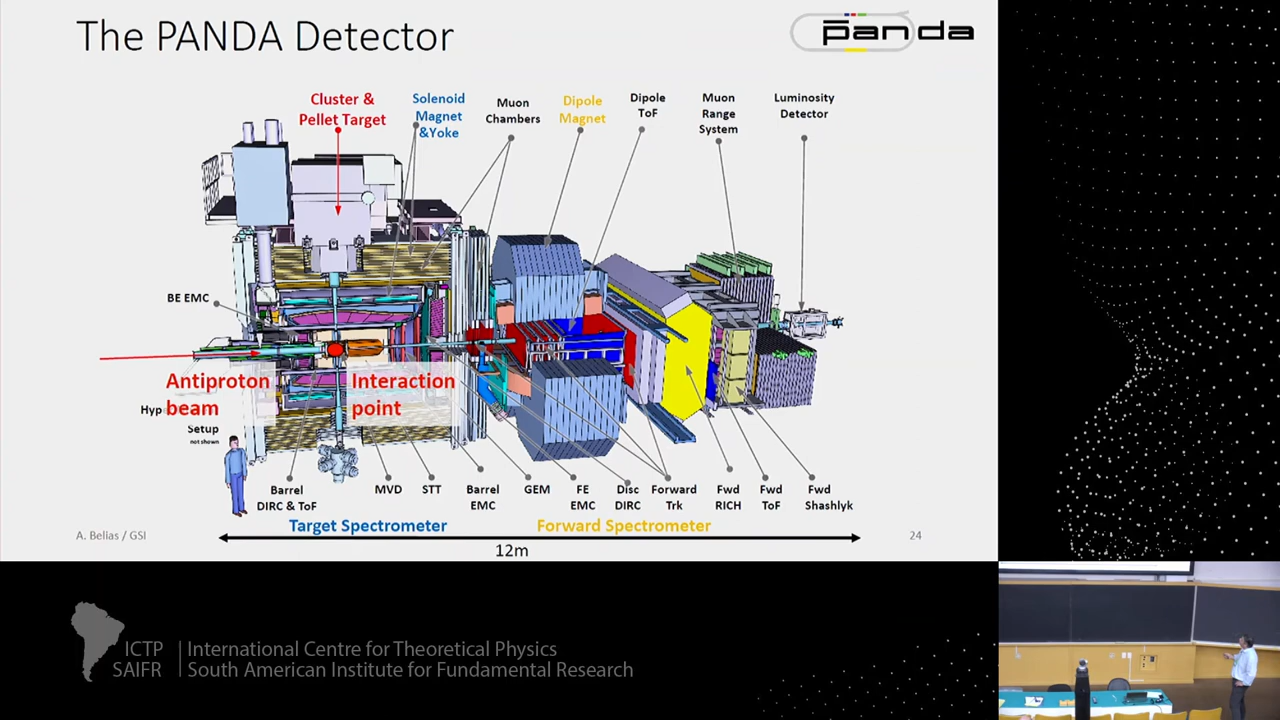 The PANDA Detector
panda
Cluster &
Pellet Target
Solenoid
Magnet
&Yoke
Muon
Chambers
Dipole
Magnet
Dipole
ToF
Muon
Range
System
Luminosity
Detector
BE EMC
Antiproton
beam
Interaction
point
Hyp
Setup
not shown
Barrel
DIRC & ToF
MVD
STT
Barrel
EMC
GEM
FE
EMC
Disc
DIRC
Forward
Trk
Fwd
RICH
Fwd
ToF
Fwd
Shashlyk
Target Spectrometer
Forward Spectrometer
A. Belias / GSI
24
12m
ICTP
SAIFR
International Centre for Theoretical Physics
South American Institute for Fundamental Research